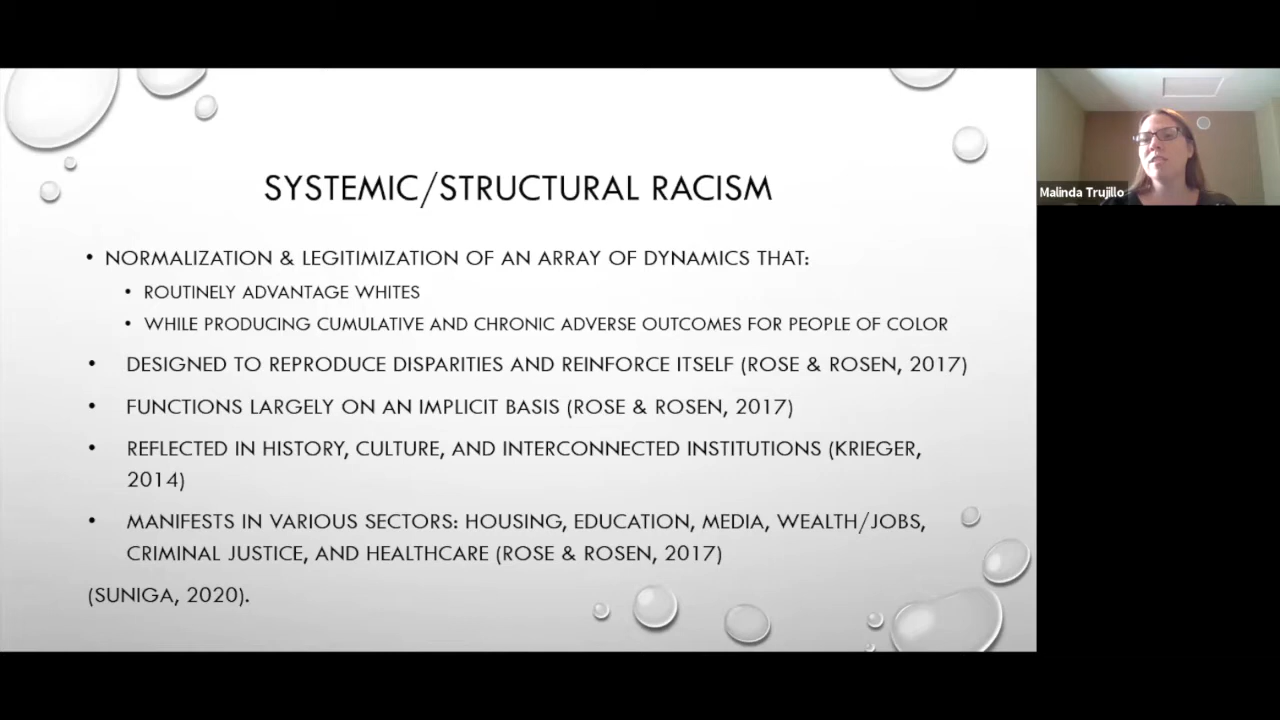 SYSTEMIC/STRUCTURAL RACISM
• NORMALIZATION & LEGITIMIZATION OF AN ARRAY OF DYNAMICS THAT:
• ROUTINELY ADVANTAGE WHITES
• WHILE PRODUCING CUMULATIVE AND CHRONIC ADVERSE OUTCOMES FOR PEOPLE OF COLOR
• DESIGNED TO REPRODUCE DISPARITIES AND REINFORCE ITSELF (ROSE & ROSEN, 2017)
• FUNCTIONS LARGELY ON AN IMPLICIT BASIS (ROSE & ROSEN, 2017)
• REFLECTED IN HISTORY, CULTURE, AND INTERCONNECTED INSTITUTIONS (KRIEGER,
2014)
• MANIFESTS IN VARIOUS SECTORS: HOUSING, EDUCATION, MEDIA, WEALTH/JOBS,
CRIMINAL JUSTICE, AND HEALTHCARE (ROSE & ROSEN, 2017)
(SUNIGA, 2020).
Malinda Trujillo